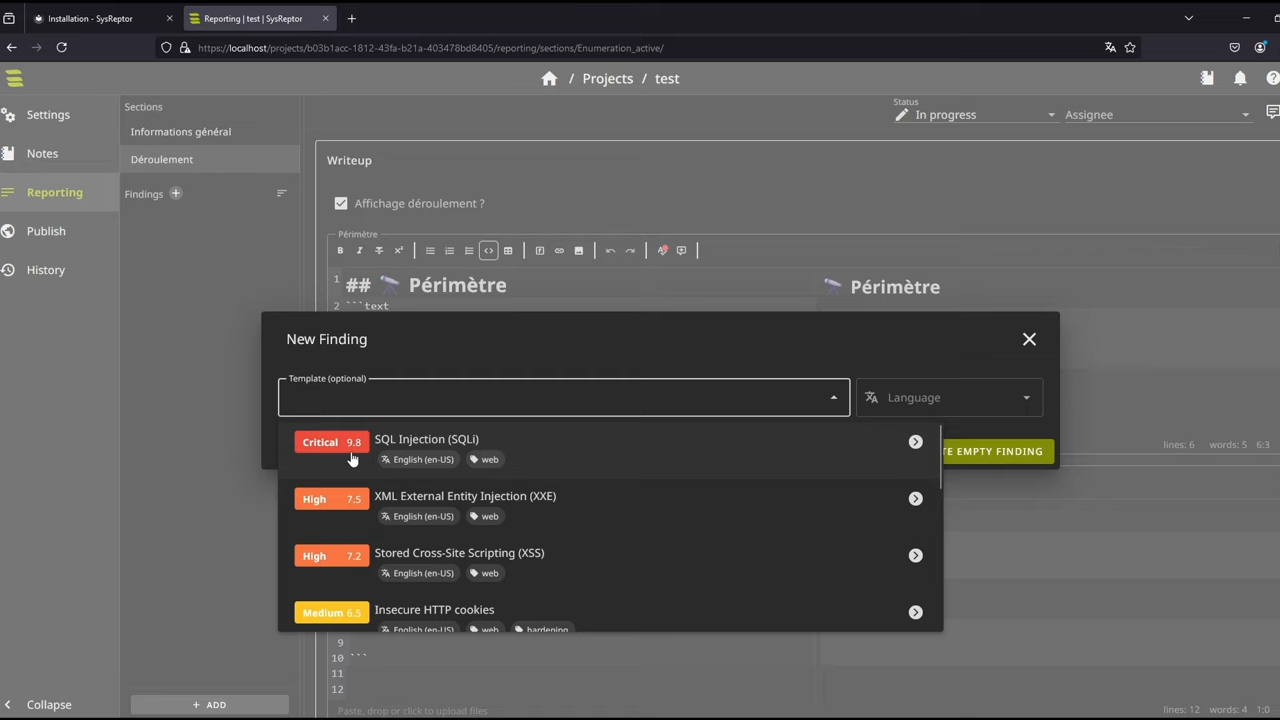 Installation - SysReptor
Reporting | test | SysReptor
https://localhost/projects/b03b1acc-1812-43fa-b21a-403478bd8405/reporting/sections/Enumeration_active/
/ Projects / test
Settings
Notes
Reporting
Publish
History
Collapse
Sections
Informations général
Déroulement
Findings
+ ADD
Status
In progress
Assignee
Writeup
Affichage déroulement ?
Périmètre
1 ## 🔭 Périmètre
2 ```text
🔭 Périmètre
New Finding
Template (optional)
Language
Critical 9.8 SQL Injection (SQLi)
English (en-US) web
High 7.5 XML External Entity Injection (XXE)
English (en-US) web
High 7.2 Stored Cross-Site Scripting (XSS)
English (en-US) web
Medium 6.5 Insecure HTTP cookies
English (en-US) web hardening
EMPTY FINDING
lines: 6 words: 5 6:3
9
10 ```
11
12
Paste, drop or click to upload files
lines: 12 words: 4 1:0